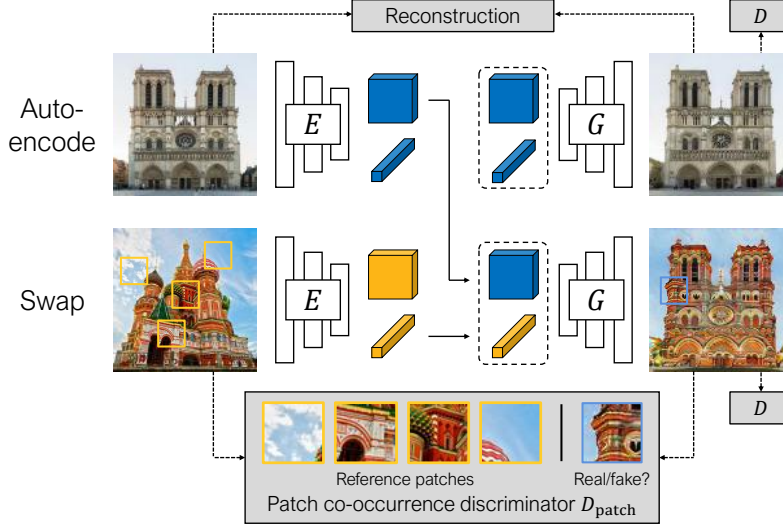 Reconstruction
D
Auto-
encode
E
G
Swap
E
G
D
Reference patches
Real/fake?
Patch co-occurrence discriminator D_patch